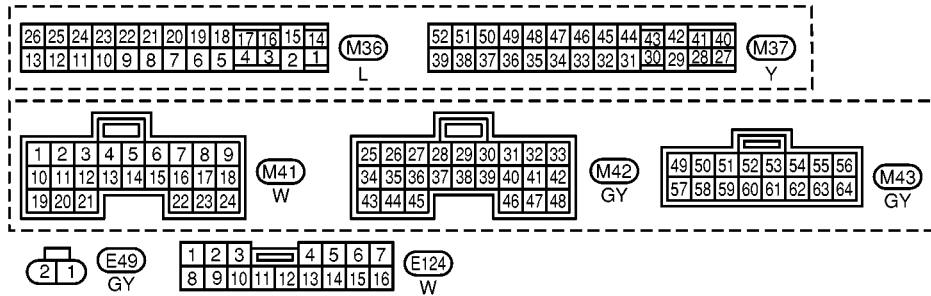 26 25 24 23 22 21 20 19 18 17 16 15 14
13 12 11 10 9 8 7 6 5 4 3 2 1
M36
L
52 51 50 49 48 47 46 45 44 43 42 41 40
39 38 37 36 35 34 33 32 31 30 29 28 27
M37
Y
1 2 3 4 5 6 7 8 9
10 11 12 13 14 15 16 17 18
19 20 21 22 23 24
M41
W
25 26 27 28 29 30 31 32 33
34 35 36 37 38 39 40 41 42
43 44 45 46 47 48
M42
GY
49 50 51 52 53 54 55 56
57 58 59 60 61 62 63 64
M43
GY
2 1
E49
GY
1 2 3 4 5 6 7
8 9 10 11 12 13 14 15 16
E124
W